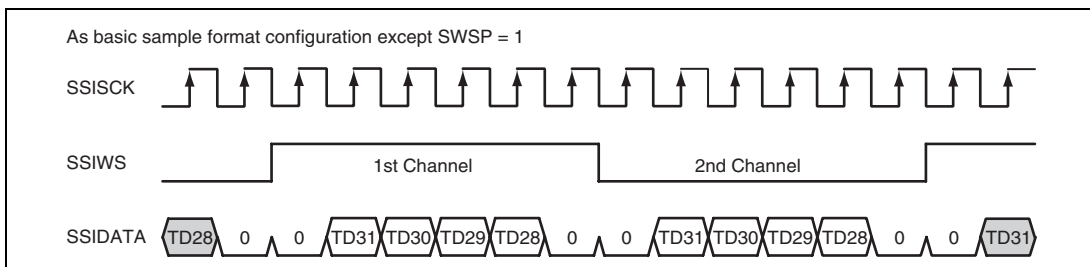 As basic sample format configuration except SWSP = 1
SSISCK
SSIWS 1st Channel 2nd Channel
SSIDATA TD28 0 0 TD31 TD30 TD29 TD28 0 0 TD31 TD30 TD29 TD28 0 0 TD31